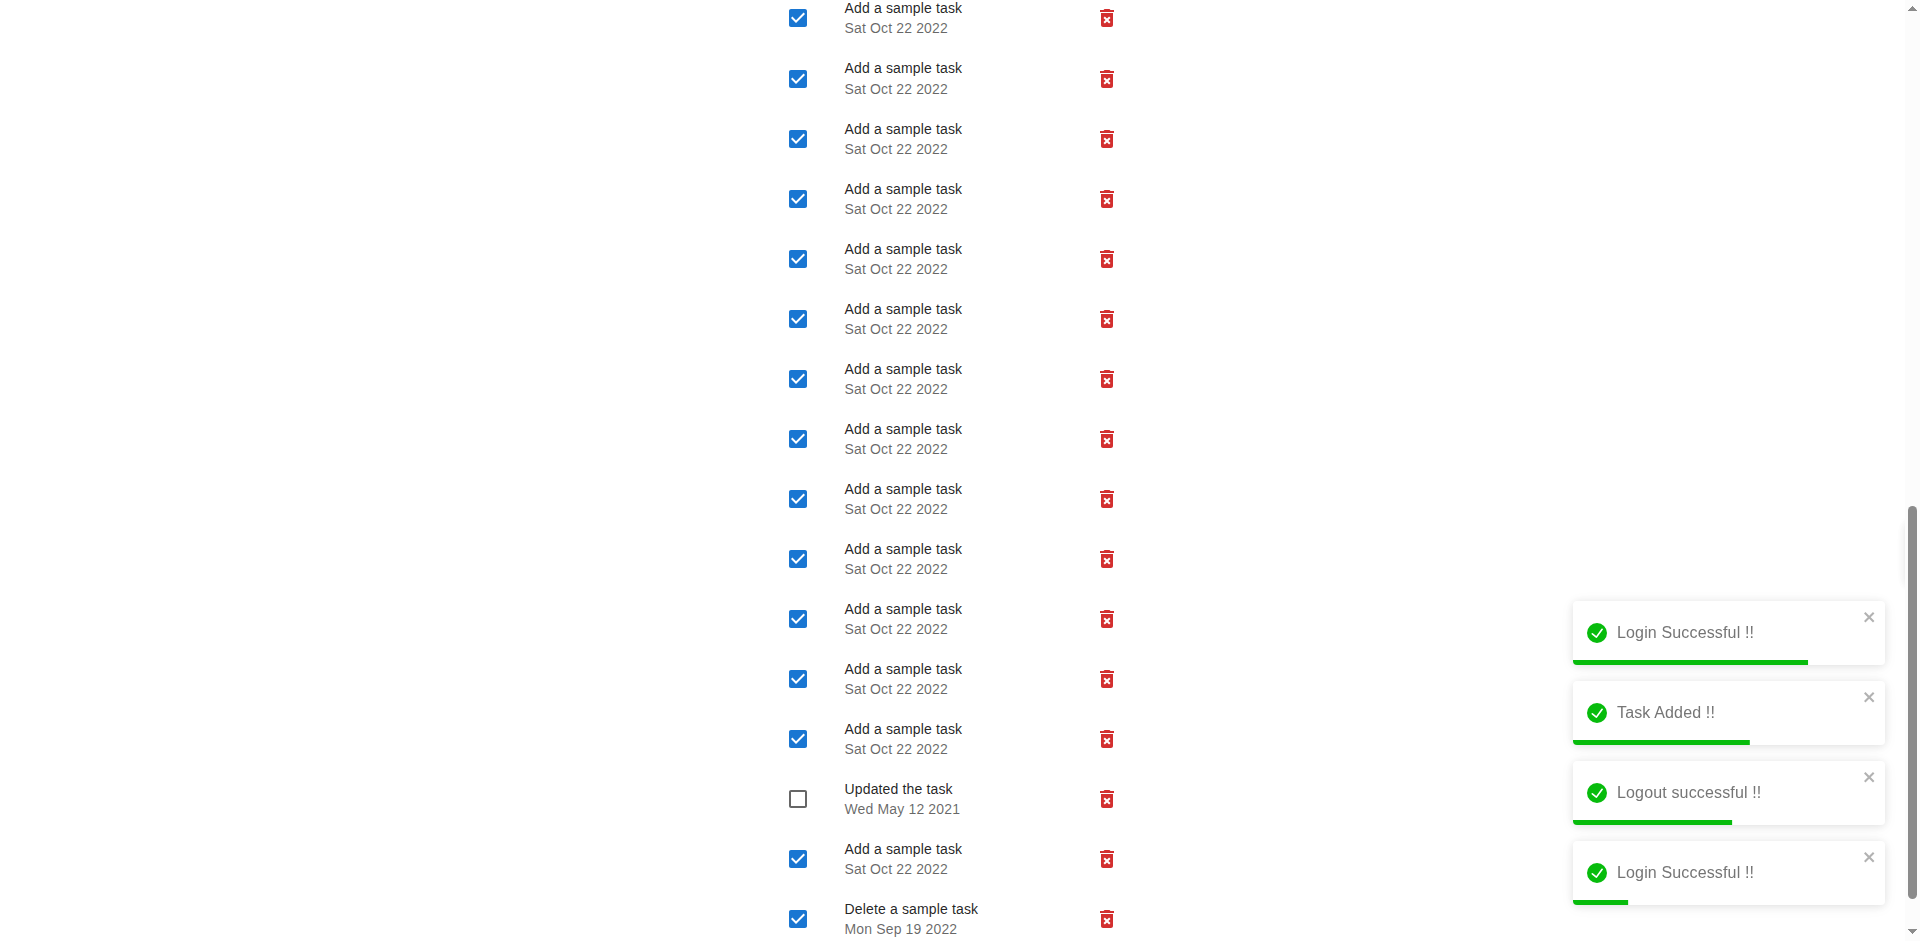 Add a sample task
Sat Oct 22 2022
Add a sample task
Sat Oct 22 2022
Add a sample task
Sat Oct 22 2022
Add a sample task
Sat Oct 22 2022
Add a sample task
Sat Oct 22 2022
Add a sample task
Sat Oct 22 2022
Add a sample task
Sat Oct 22 2022
Add a sample task
Sat Oct 22 2022
Add a sample task
Sat Oct 22 2022
Add a sample task
Sat Oct 22 2022
Add a sample task
Sat Oct 22 2022
Add a sample task
Sat Oct 22 2022
Add a sample task
Sat Oct 22 2022
Updated the task
Wed May 12 2021
Add a sample task
Sat Oct 22 2022
Delete a sample task
Mon Sep 19 2022
Login Successful !!
Task Added !!
Logout successful !!
Login Successful !!